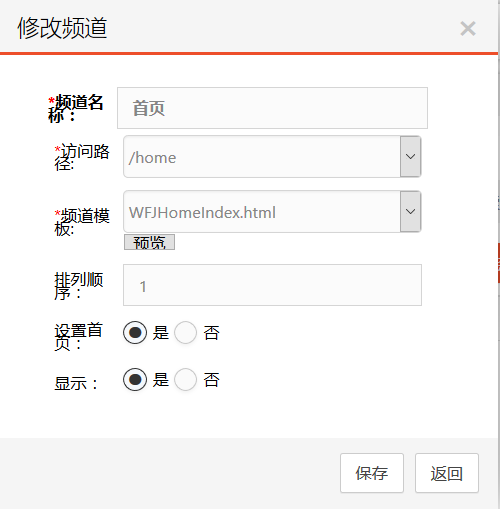 修改频道
×
*频道名
称：
首页
*访问路
径:
/home
*频道模
板:
WFJHomeIndex.html
预览
排列顺
序：
1
设置首
页：
是 否
显示：
是 否
保存 返回